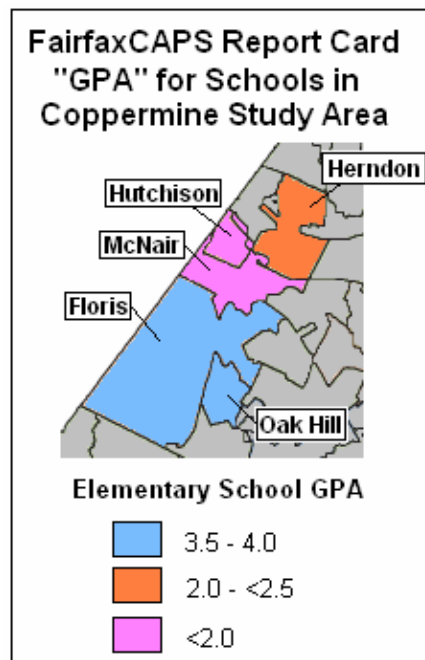 FairfaxCAPS Report Card
"GPA" for Schools in
Coppermine Study Area
Herndon
Hutchison
McNair
Floris
Oak Hill
Elementary School GPA
3.5 - 4.0
2.0 - <2.5
<2.0